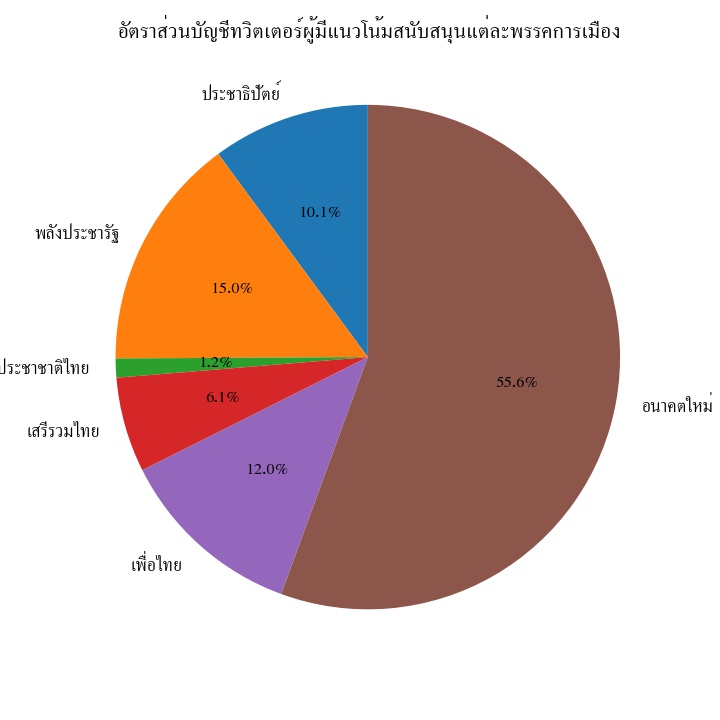 อัตราส่วนบัญชีทวิตเตอร์ผู้มีแนวโน้มสนับสนุนแต่ละพรรคการเมือง
ประชาธิปัตย์
10.1%
พลังประชารัฐ
15.0%
ประชาชาติไทย
1.2%
เสรีรวมไทย
6.1%
เพื่อไทย
12.0%
อนาคตใหม่
55.6%